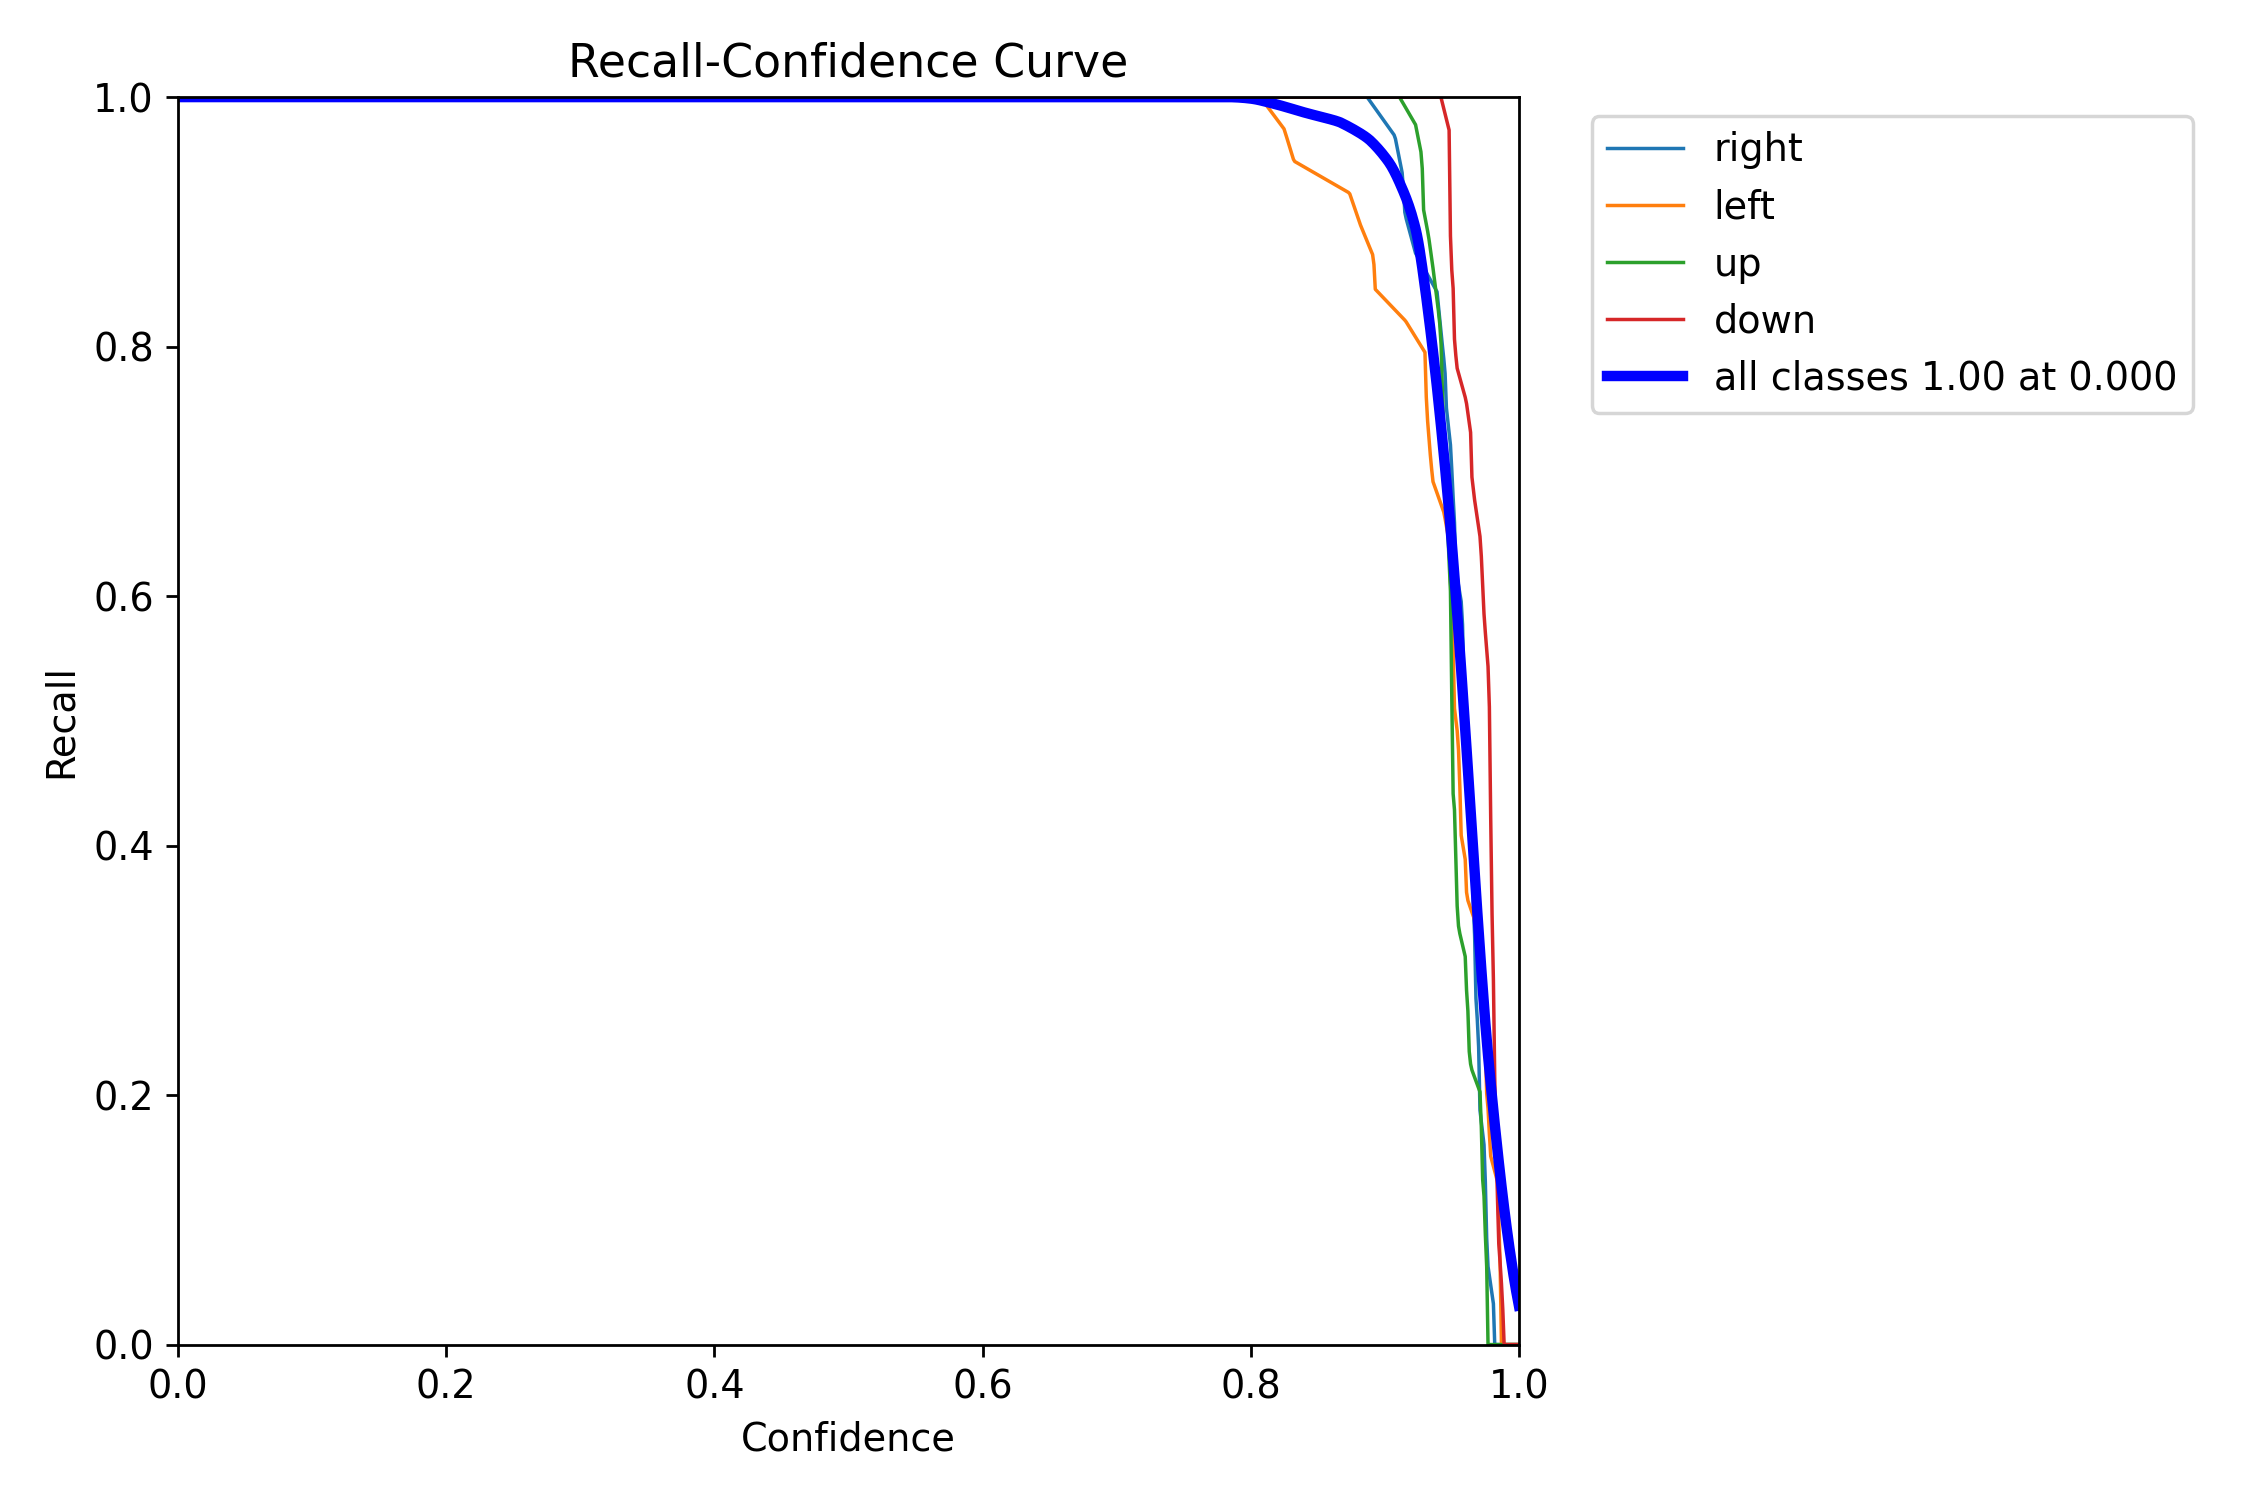 Recall-Confidence Curve
1.0
0.8
0.6
0.4
0.2
0.0
Recall
0.0 0.2 0.4 0.6 0.8 1.0
Confidence
right
left
up
down
all classes 1.00 at 0.000